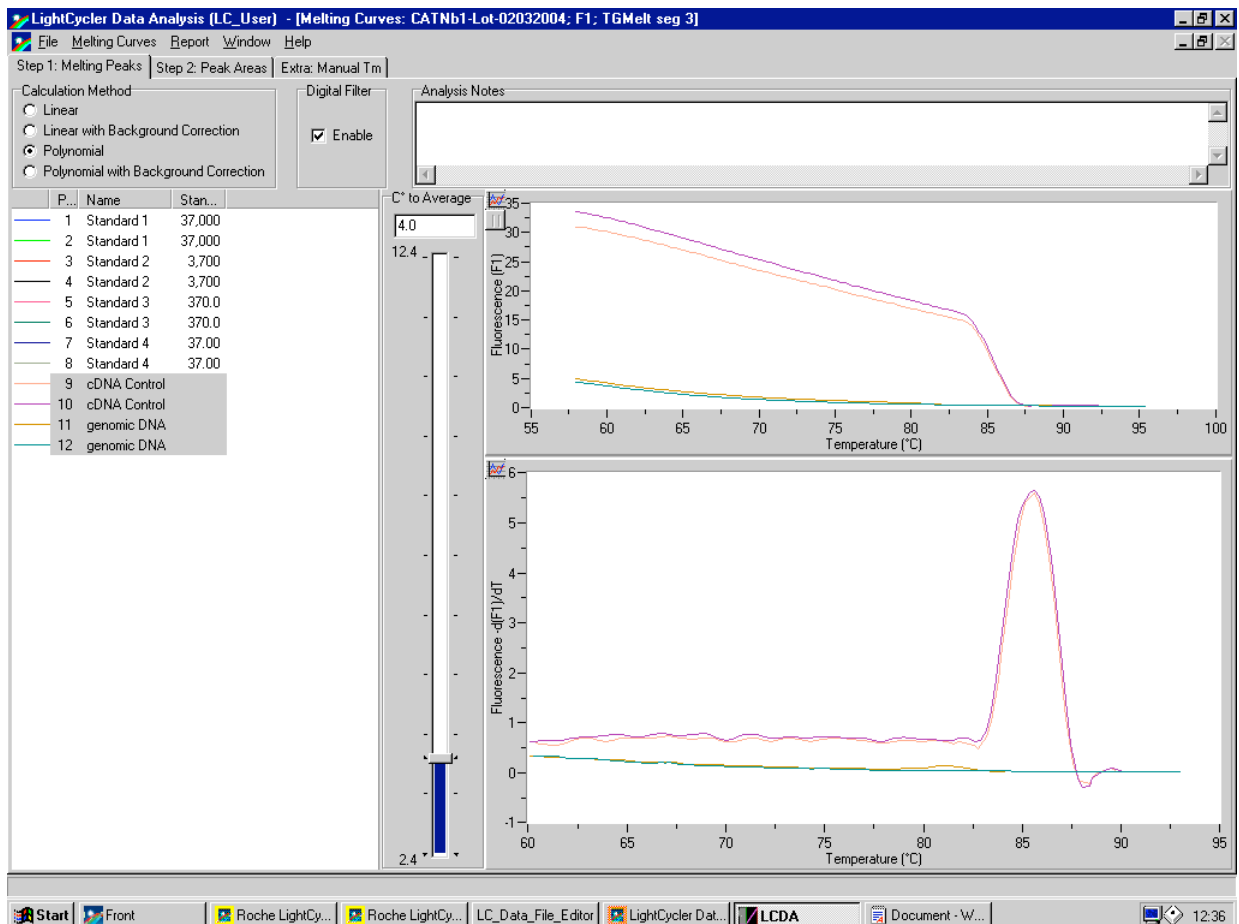 LightCycler Data Analysis (LC_User) - [Melting Curves: CATNb1-Lot-02032004; F1; TGMelt seg 3]
File Melting Curves Report Window Help
Step 1: Melting Peaks Step 2: Peak Areas Extra: Manual Tm
Calculation Method
Linear
Linear with Background Correction
Polynomial
Polynomial with Background Correction
Digital Filter
Enable
Analysis Notes
P... Name Stan...
1 Standard 1 37,000
2 Standard 1 37,000
3 Standard 2 3,700
4 Standard 2 3,700
5 Standard 3 370.0
6 Standard 3 370.0
7 Standard 4 37.00
8 Standard 4 37.00
9 cDNA Control
10 cDNA Control
11 genomic DNA
12 genomic DNA
C° to Average
4.0
12.4
2.4
Fluorescence (F1)
35
30
25
20
15
10
5
0
55 60 65 70 75 80 85 90 95 100
Temperature (°C)
Fluorescence -d(F1)/dT
6
5
4
3
2
1
0
-1
60 65 70 75 80 85 90 95
Temperature (°C)
Start Front Roche LightCy... Roche LightCy... LC_Data_File_Editor LightCycler Dat... LCDA Document - W... 12:36